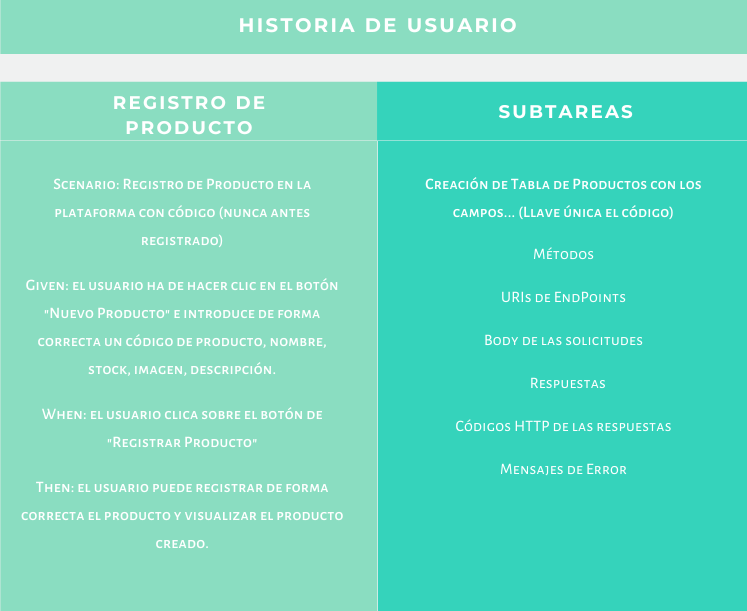 HISTORIA DE USUARIO
REGISTRO DE
PRODUCTO
Scenario: Registro de Producto en la
plataforma con código (nunca antes
registrado)
Given: el usuario ha de hacer clic en el botón
"Nuevo Producto" e introduce de forma
correcta un código de producto, nombre,
stock, imagen, descripción.
When: el usuario clica sobre el botón de
"Registrar Producto"
Then: el usuario puede registrar de forma
correcta el producto y visualizar el producto
creado.
SUBTAREAS
Creación de Tabla de Productos con los
campos... (Llave única el código)
Métodos
URIs de EndPoints
Body de las solicitudes
Respuestas
Códigos HTTP de las respuestas
Mensajes de Error